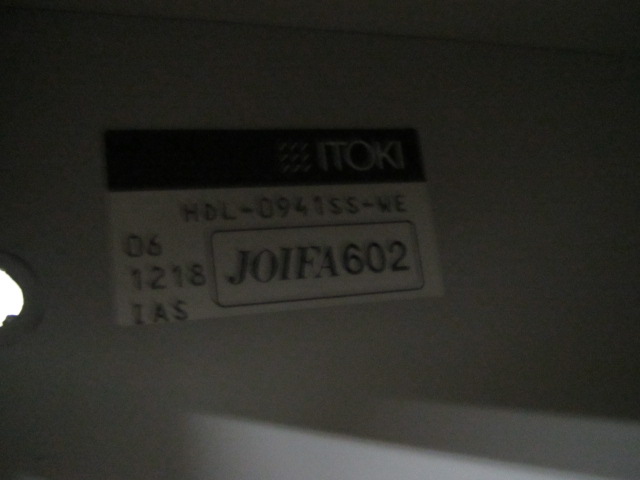 ITOKI
HDL-0941SS-WE
06
1218
IAS
JOIFA602